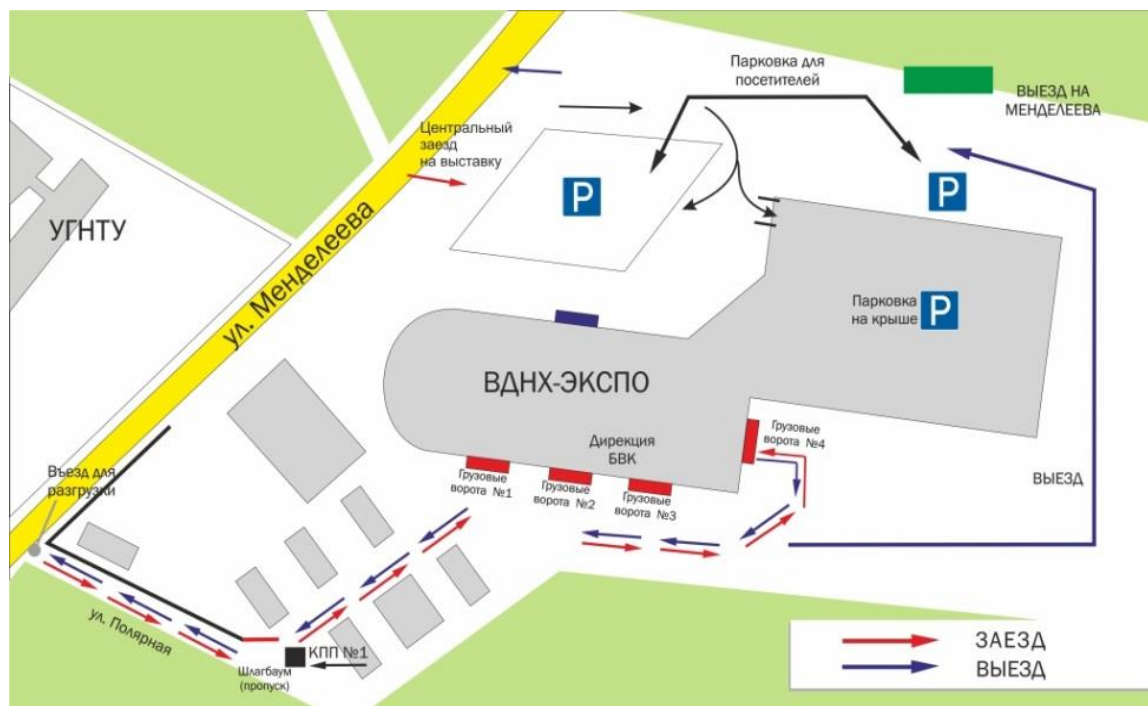 Парковка для
посетителей
ВЫЕЗД НА
МЕНДЕЛЕЕВА
Центральный
заезд
на выставку
P
P
УГНТУ
ул. Менделеева
Парковка
на крыше
P
ВДНХ-ЭКСПО
Дирекция
БВК
Грузовые
ворота №4
Грузовые
ворота №1
Грузовые
ворота №2
Грузовые
ворота №3
ВЫЕЗД
Въезд для
разгрузки
ул. Полярная
КПП №1
Шлагбаум
(пропуск)
ЗАЕЗД
ВЫЕЗД